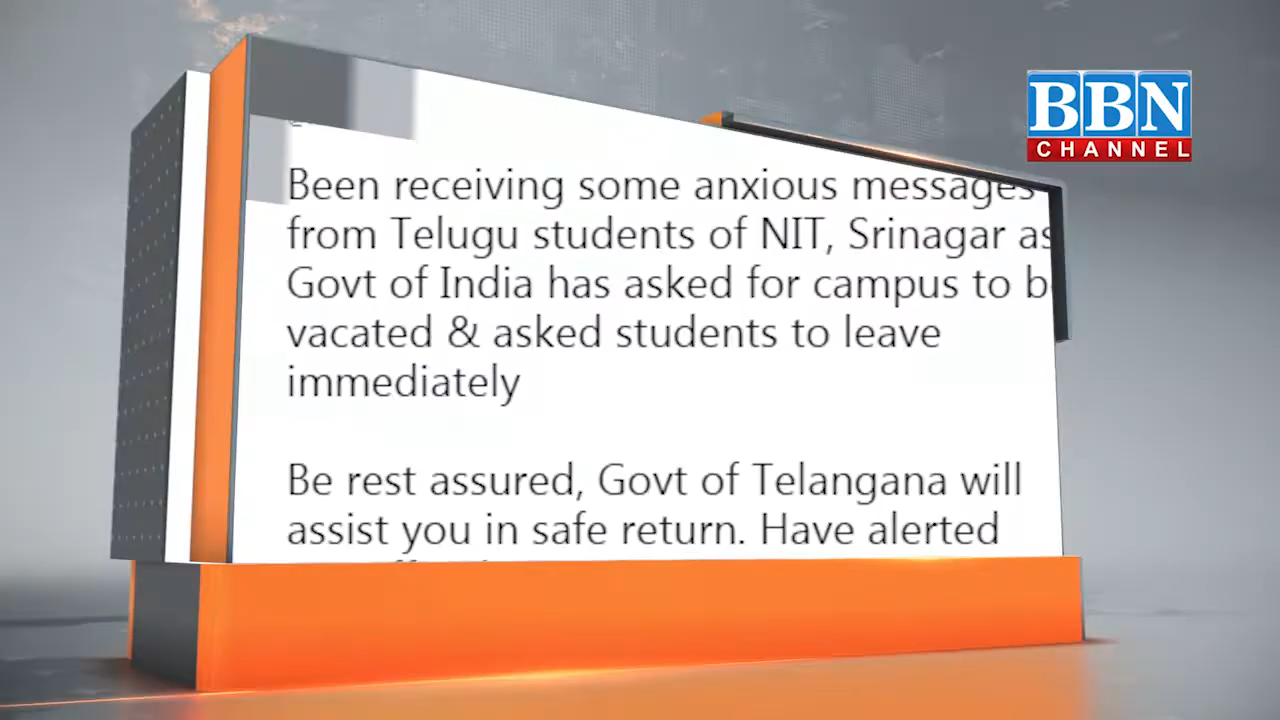 BBN
CHANNEL
Been receiving some anxious messages
from Telugu students of NIT, Srinagar as
Govt of India has asked for campus to
vacated & asked students to leave
immediately
Be rest assured, Govt of Telangana will
assist you in safe return. Have alerted